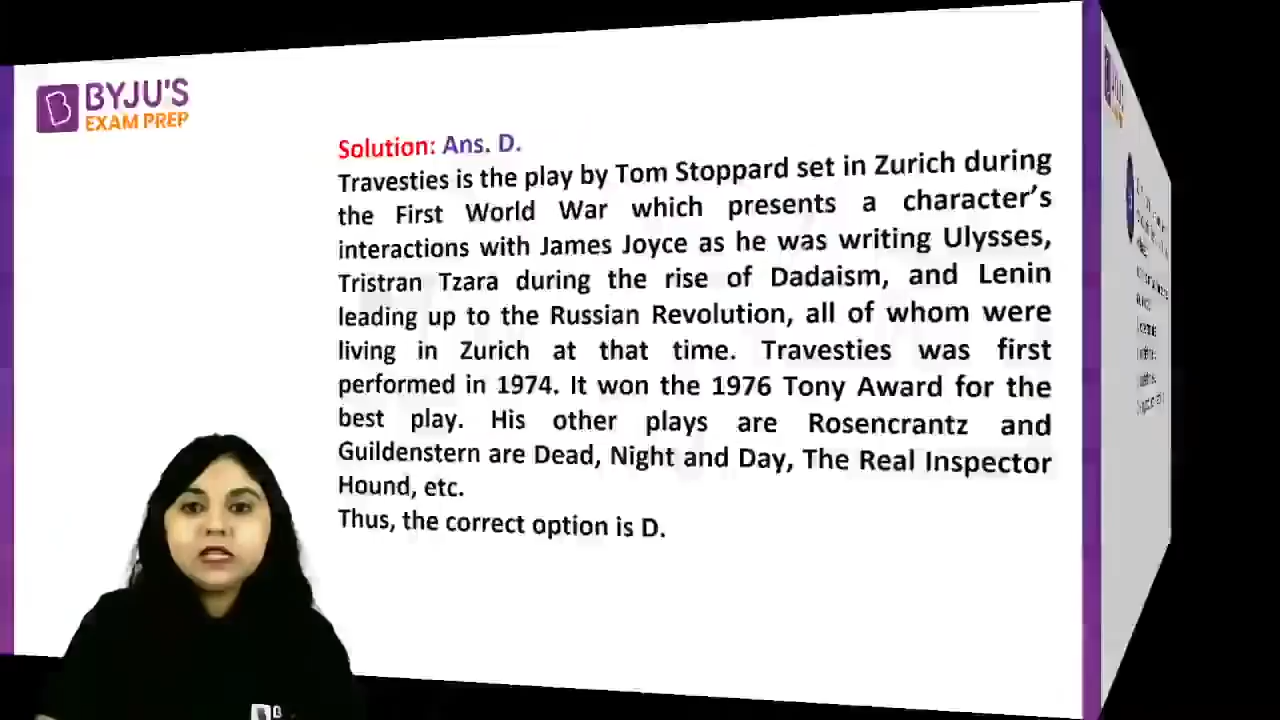 BYJU'S
EXAM PREP
Solution: Ans. D.
Travesties is the play by Tom Stoppard set in Zurich during
the First World War which presents a character's
interactions with James Joyce as he was writing Ulysses,
Tristran Tzara during the rise of Dadaism, and Lenin
leading up to the Russian Revolution, all of whom were
living in Zurich at that time. Travesties was first
performed in 1974. It won the 1976 Tony Award for the
best play. His other plays are Rosencrantz and
Guildenstern are Dead, Night and Day, The Real Inspector
Hound, etc.
Thus, the correct option is D.